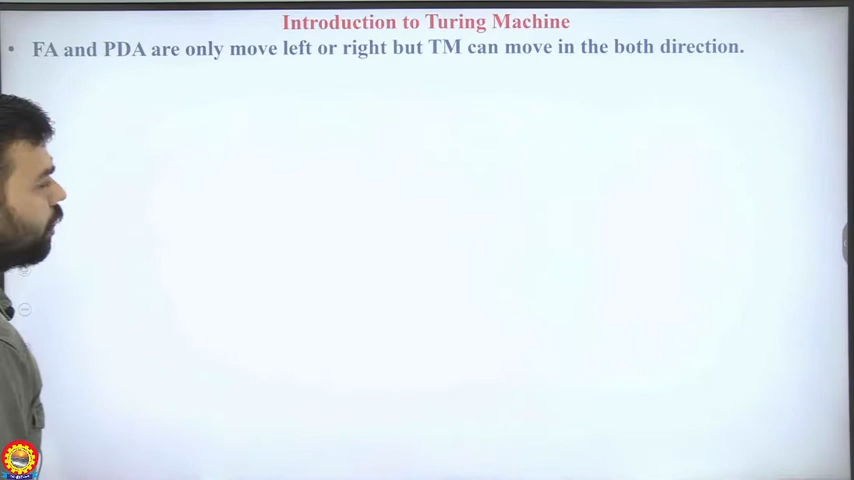 Introduction to Turing Machine
• FA and PDA are only move left or right but TM can move in the both direction.